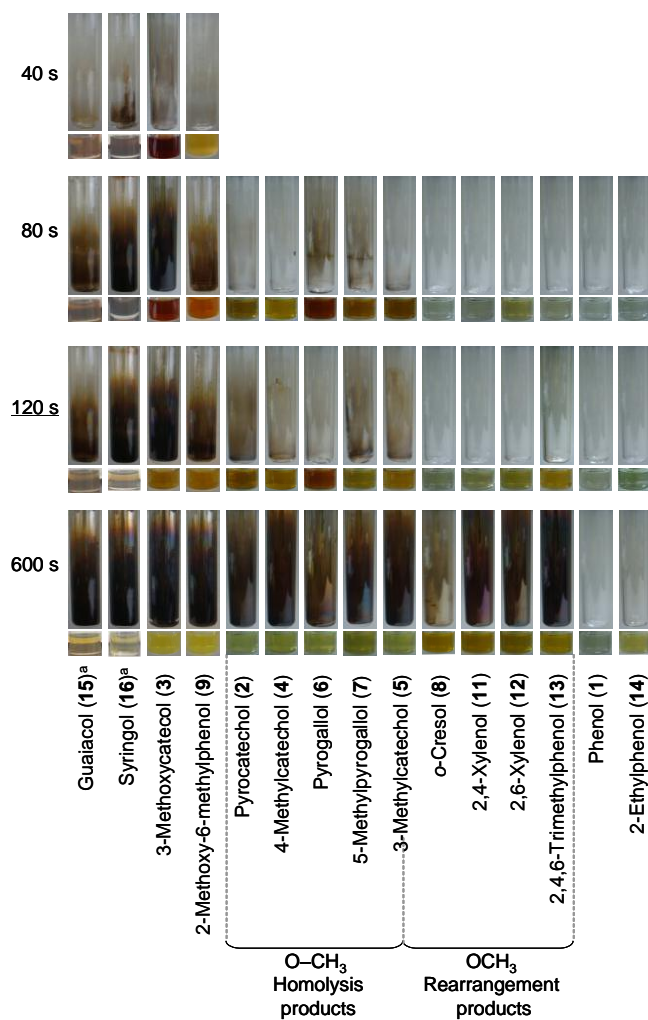 40 s
80 s
120 s
600 s
Guaiacol (15)ª
Syringol (16)ª
3-Methoxycatecol (3)
2-Methoxy-6-methylphenol (9)
Pyrocatechol (2)
4-Methylcatechol (4)
Pyrogallol (6)
5-Methylpyrogallol (7)
3-Methylcatechol (5)
o-Cresol (8)
2,4-Xylenol (11)
2,6-Xylenol (12)
2,4,6-Trimethylphenol (13)
Phenol (1)
2-Ethylphenol (14)
O–CH₃
Homolysis
products
OCH₃
Rearrangement
products